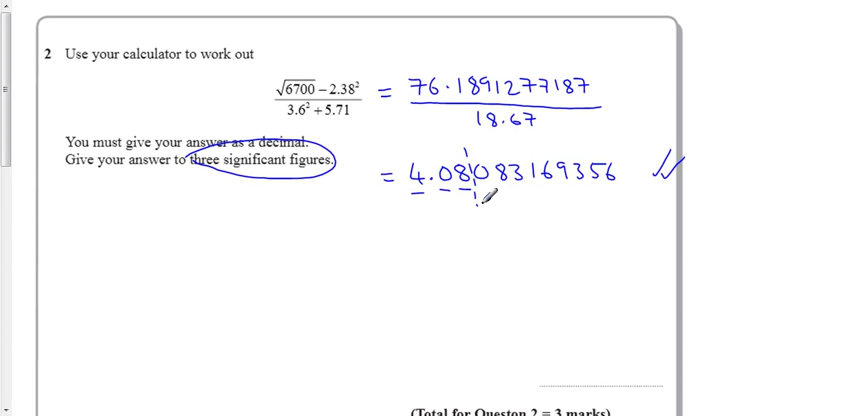 2 Use your calculator to work out
√6700 – 2.38² = 76.1891277187
3.6² + 5.71 18.67
You must give your answer as a decimal.
Give your answer to three significant figures.
= 4.08083169356
(Total for Queston 2 = 3 marks)